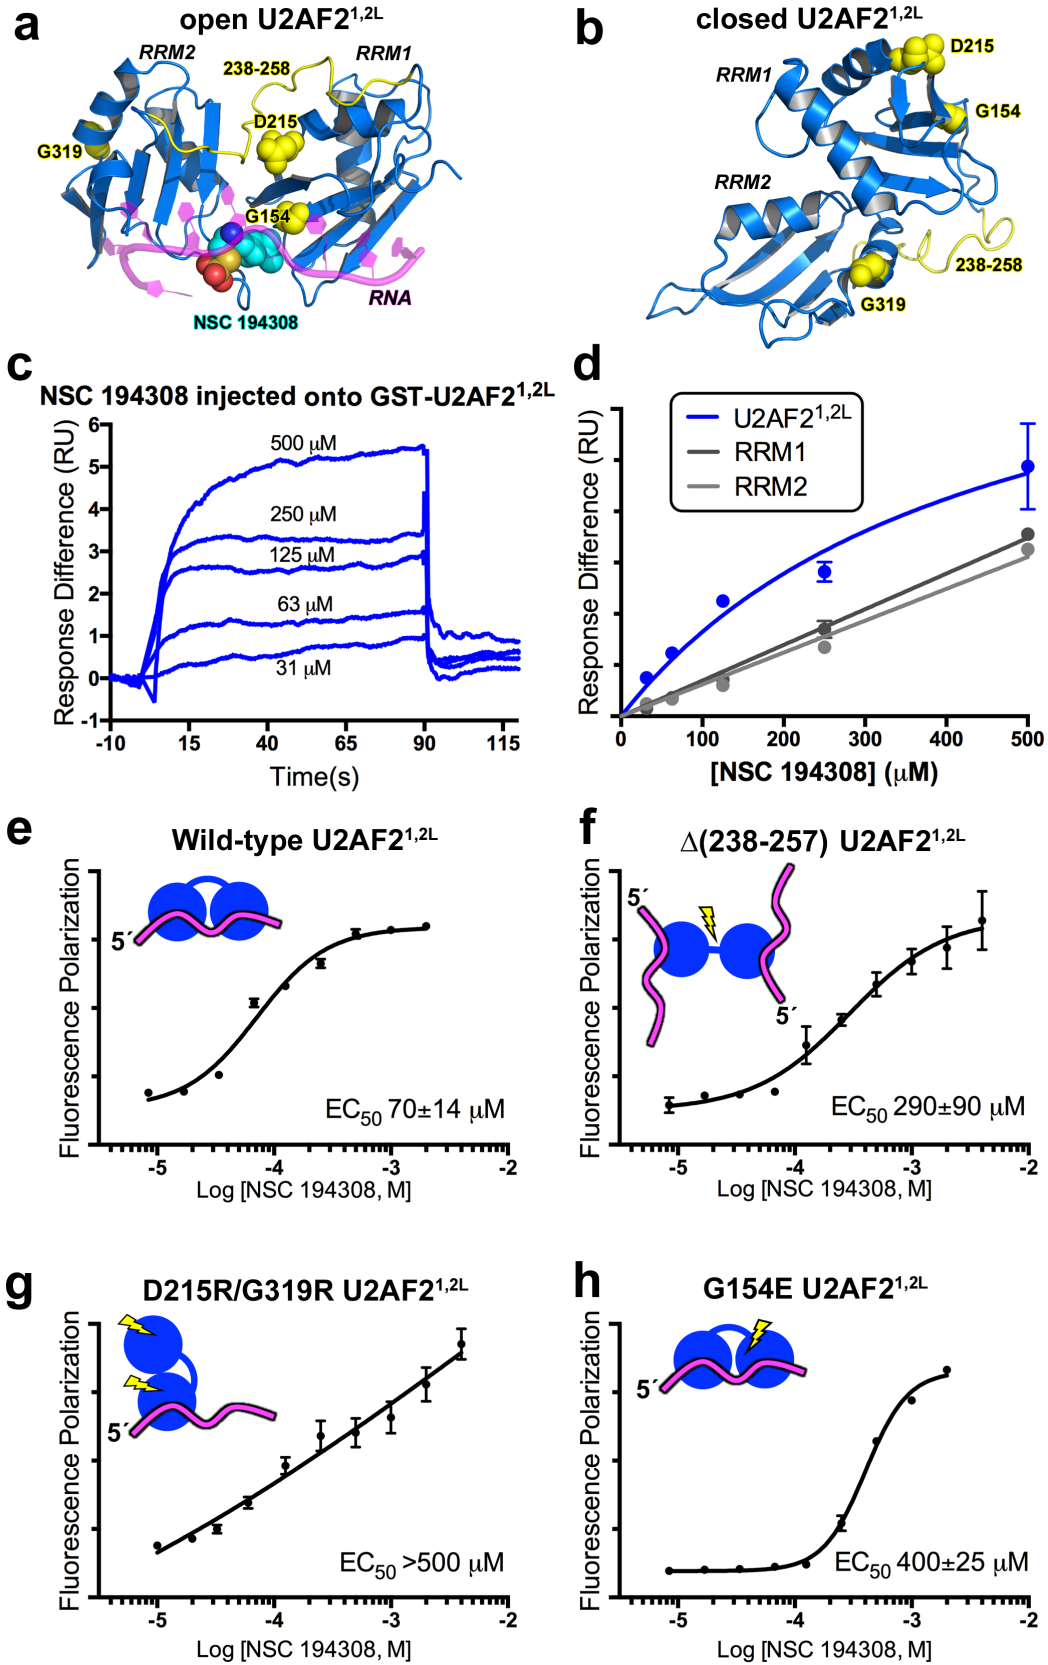 a
open U2AF2^1,2L
RRM2
238-258
RRM1
D215
G319
G154
RNA
NSC 194308
b
closed U2AF2^1,2L
D215
RRM1
G154
RRM2
238-258
G319
c
NSC 194308 injected onto GST-U2AF2^1,2L
Response Difference (RU)
6
5
4
3
2
1
0
-1
500 μM
250 μM
125 μM
63 μM
31 μM
-10 15 40 65 90 115
Time(s)
d
Response Difference (RU)
U2AF2^1,2L
RRM1
RRM2
0 100 200 300 400 500
[NSC 194308] (μM)
e
Wild-type U2AF2^1,2L
Fluorescence Polarization
5´
EC50 70±14 μM
-5 -4 -3 -2
Log [NSC 194308, M]
f
Δ(238-257) U2AF2^1,2L
Fluorescence Polarization
5´
5´
EC50 290±90 μM
-5 -4 -3 -2
Log [NSC 194308, M]
g
D215R/G319R U2AF2^1,2L
Fluorescence Polarization
5´
EC50 >500 μM
-5 -4 -3 -2
Log [NSC 194308, M]
h
G154E U2AF2^1,2L
Fluorescence Polarization
5´
EC50 400±25 μM
-5 -4 -3 -2
Log [NSC 194308, M]